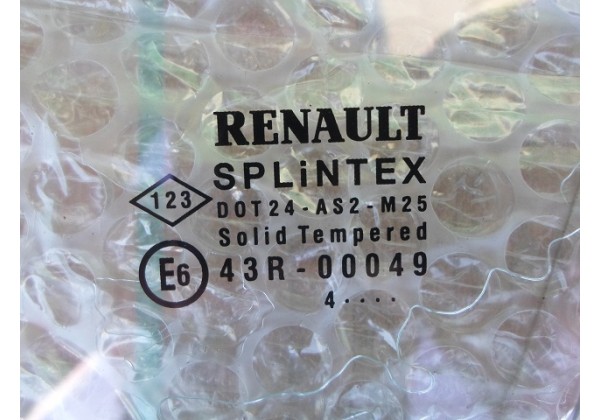 RENAULT
SPLiNTEX
123
DOT24-AS2-M25
Solid Tempered
E6
43R-00049
4····